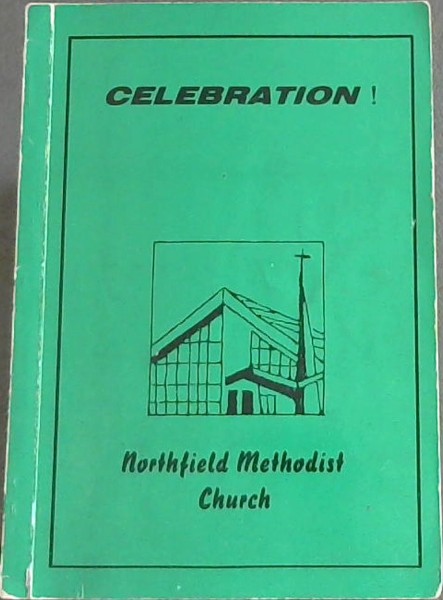 CELEBRATION !
Northfield Methodist
Church